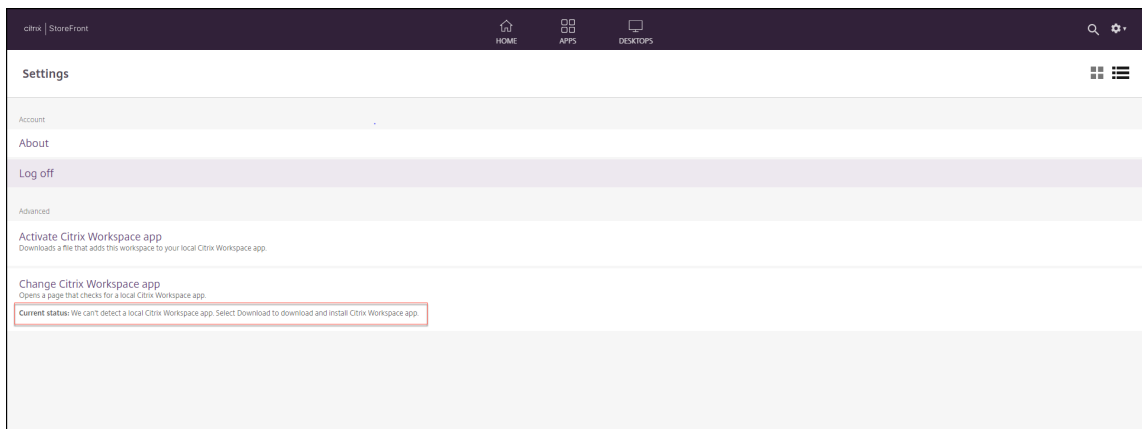 citrix | StoreFront
HOME
APPS
DESKTOPS
Settings
Account
About
Log off
Advanced
Activate Citrix Workspace app
Downloads a file that adds this workspace to your local Citrix Workspace app.
Change Citrix Workspace app
Opens a page that checks for a local Citrix Workspace app.
Current status: We can't detect a local Citrix Workspace app. Select Download to download and install Citrix Workspace app.